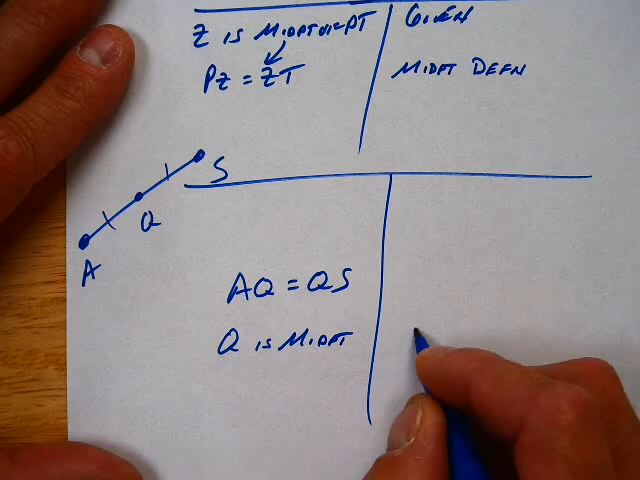 Z IS MIDPT OF PT GIVEN
PZ = ZT MIDPT DEFN
S
Q
A
AQ = QS
Q IS MIDPT